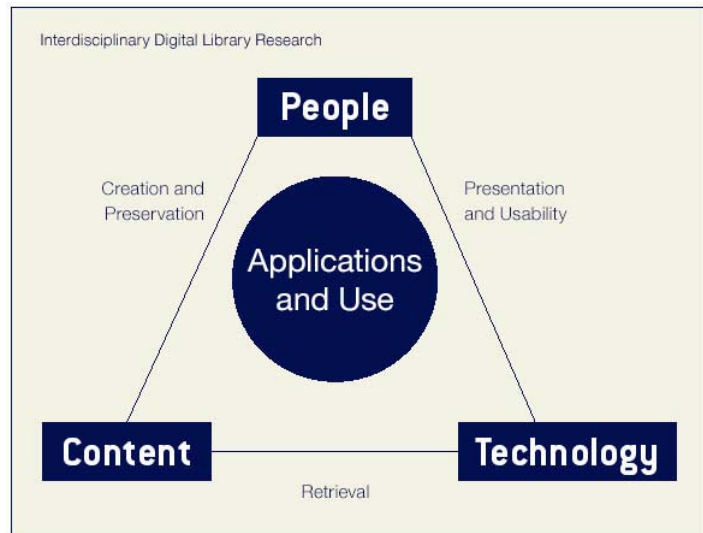 Interdisciplinary Digital Library Research
People
Creation and
Preservation
Presentation
and Usability
Applications
and Use
Content
Technology
Retrieval